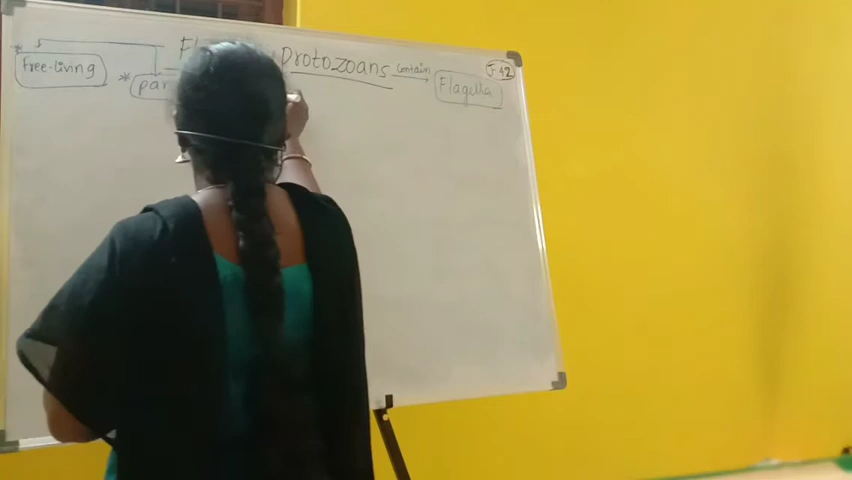 protozoans contain
Flagella
J-42
* Free-living
*